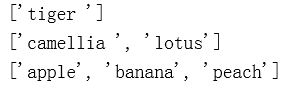 ['tiger ']
['camellia ', 'lotus']
['apple', 'banana', 'peach']